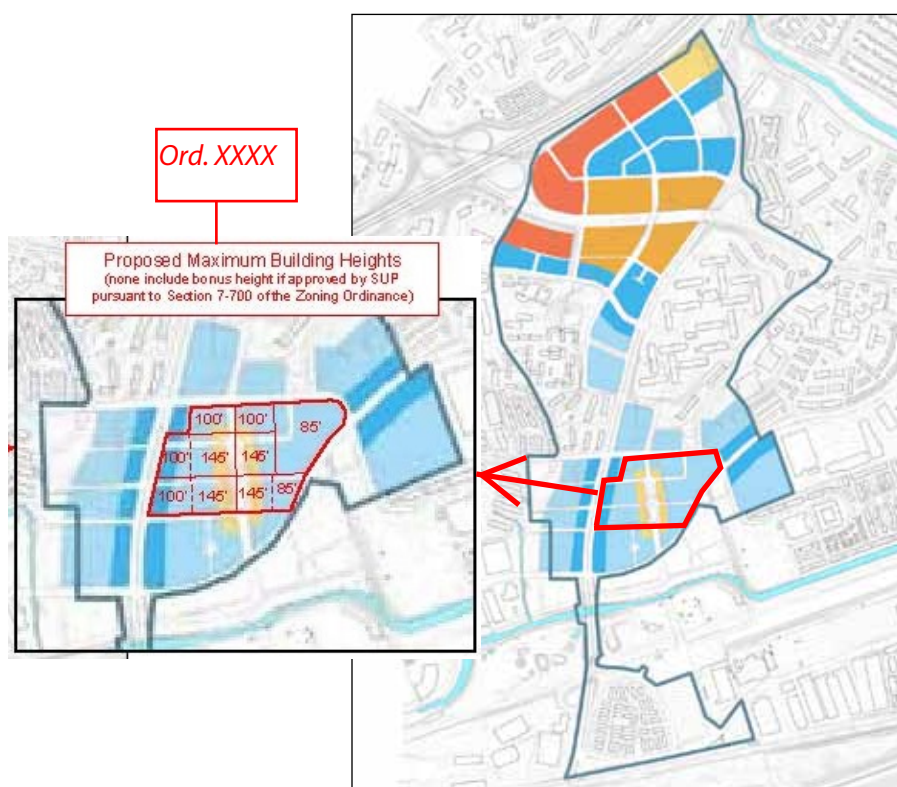 Ord. XXXX
Proposed Maximum Building Heights
(none include bonus height if approved by SUP
pursuant to Section 7-700 of the Zoning Ordinance)
100' 100' 85'
100' 145' 145'
100' 145' 145' 85'